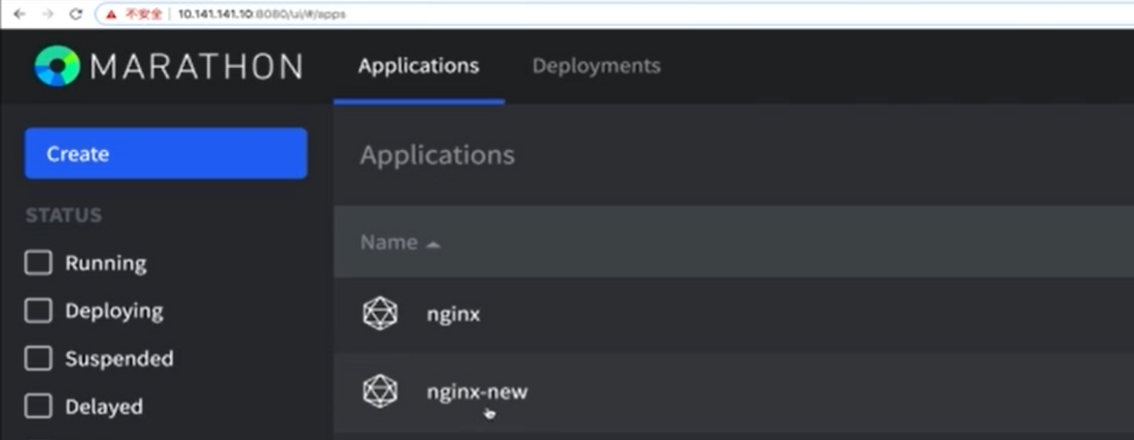 不安全 10.141.141.10:8080/ui/#/apps
MARATHON Applications Deployments
Create
Applications
STATUS
Name
Running
nginx
Deploying
Suspended
nginx-new
Delayed